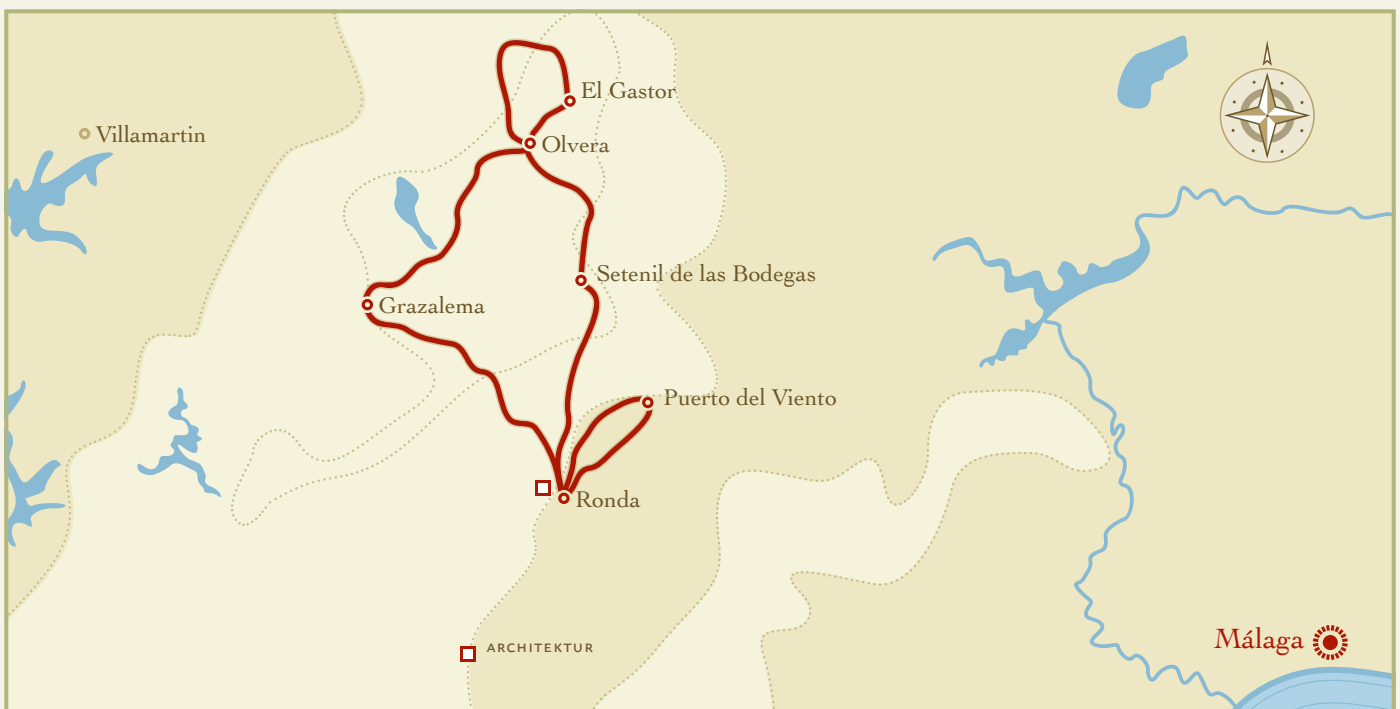 El Gastor
Villamartin
Olvera
Setenil de las Bodegas
Grazalema
Puerto del Viento
Ronda
Málaga
ARCHITEKTUR